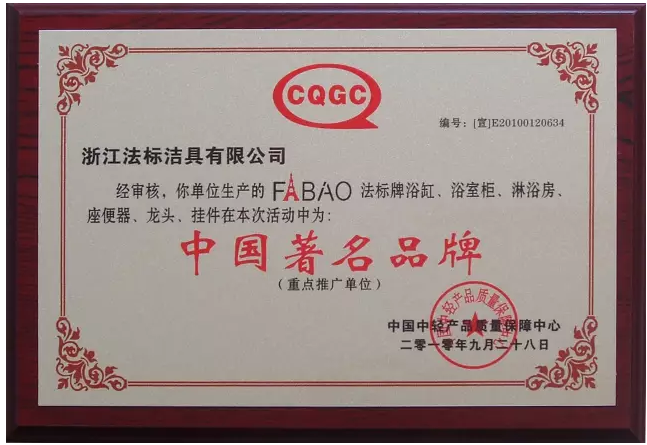 CQGC
编号：[宣]E20100120634
浙江法标洁具有限公司
经审核，你单位生产的 FABAO 法标牌浴缸、浴室柜、淋浴房、
座便器、龙头、挂件在本次活动中为：
中国著名品牌
（重点推广单位）
中国中轻产品质量保障中心
二零一零年九月二十八日